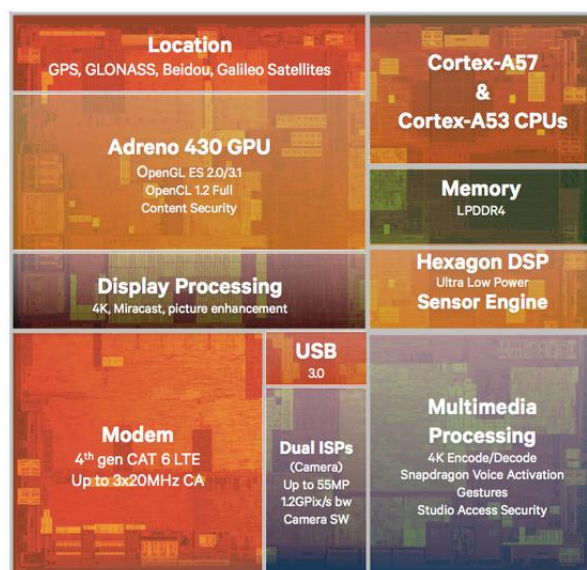 Location
GPS, GLONASS, Beidou, Galileo Satellites
Adreno 430 GPU
OpenGL ES 2.0/3.1
OpenCL 1.2 Full
Content Security
Display Processing
4K, Miracast, picture enhancement
Cortex-A57
&
Cortex-A53 CPUs
Memory
LPDDR4
Hexagon DSP
Ultra Low Power
Sensor Engine
Modem
4th gen CAT 6 LTE
Up to 3x20MHz CA
USB
3.0
Dual ISPs
(Camera)
Up to 55MP
1.2GPix/s bw
Camera SW
Multimedia
Processing
4K Encode/Decode
Snapdragon Voice Activation
Gestures
Studio Access Security